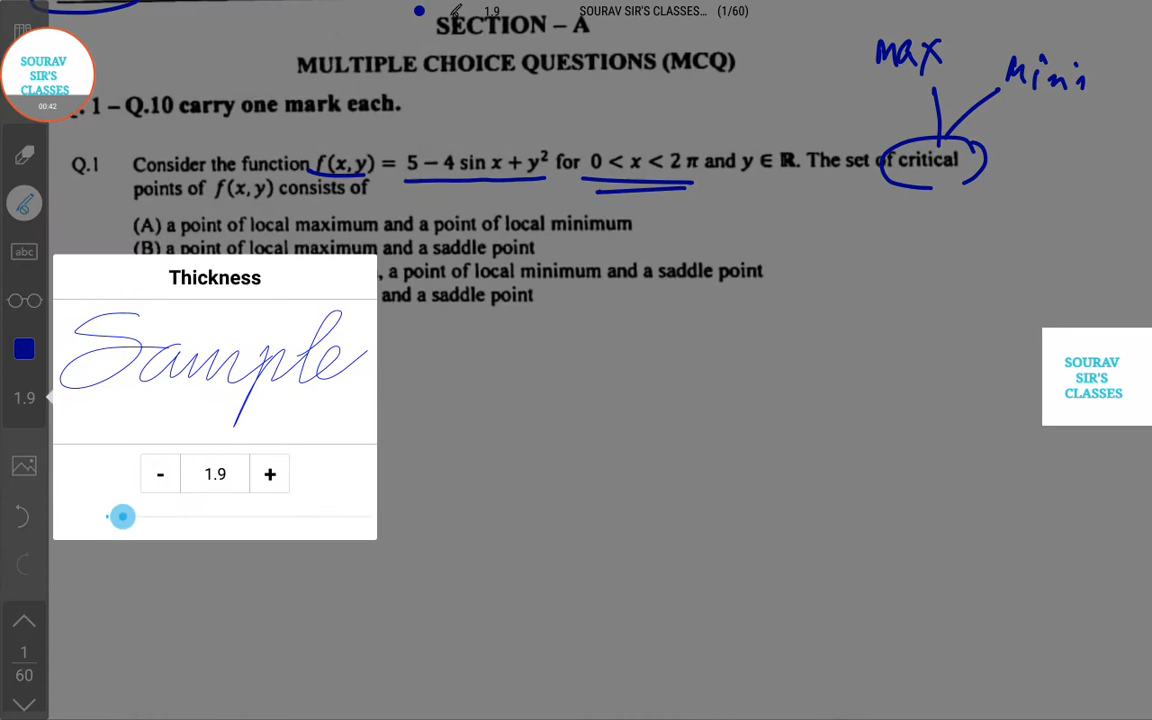 1.9 SOURAV SIR'S CLASSES... (1/60)
SECTION – A
MULTIPLE CHOICE QUESTIONS (MCQ)
max
Mini
SOURAV
SIR'S
CLASSES
00:42
. 1 – Q.10 carry one mark each.
Q.1 Consider the function f(x, y) = 5 − 4 sin x + y² for 0 < x < 2 π and y ∈ ℝ. The set of critical
points of f(x, y) consists of
(A) a point of local maximum and a point of local minimum
(B) a point of local maximum and a saddle point
, a point of local minimum and a saddle point
and a saddle point
abc
Thickness
Sample
1.9
- 1.9 +
SOURAV
SIR'S
CLASSES
1
60